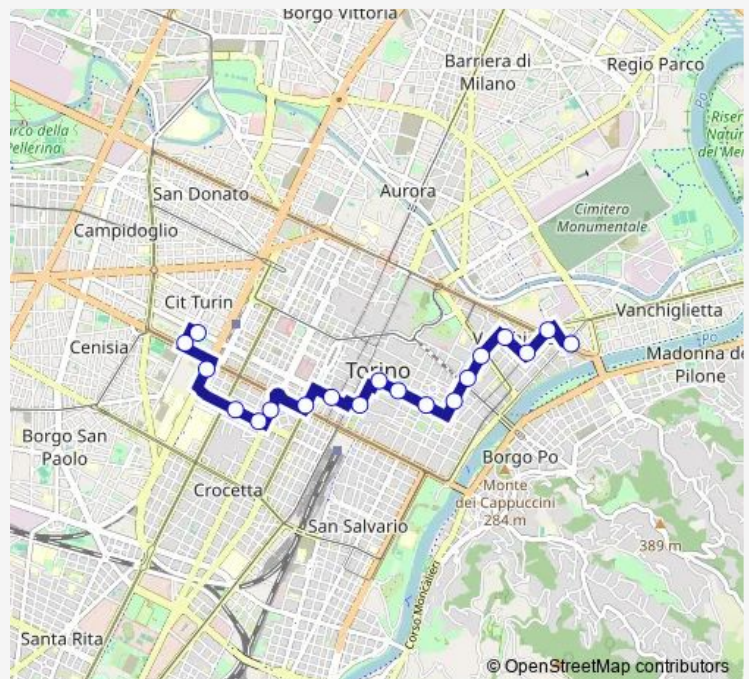 Borgo Vittoria
Barriera di
Milano
Regio Parco
Po
della
Pellerina
Riser
Natur
del Me
San Donato
Aurora
Cimitero
Monumentale
Campidoglio
Cit Turin
Vanchiglietta
Cenisia
Torino
Madonna de
Pilone
Po
Borgo San
Paolo
Borgo Po
Crocetta
Monte
dei Cappuccini
284 m
San Salvario
389 m
Corso Moncalieri
Santa Rita
© OpenStreetMap contributors